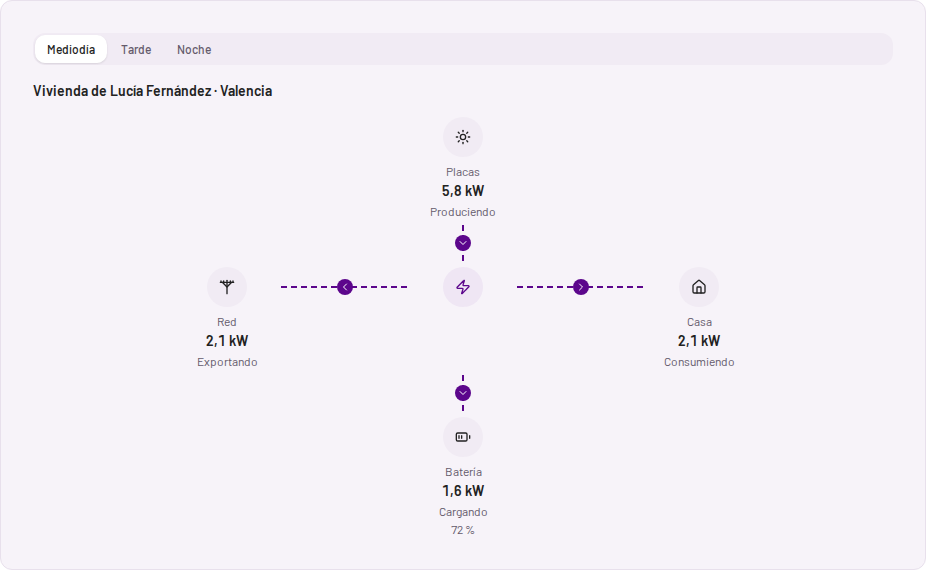 Mediodía
Tarde
Noche
Vivienda de Lucía Fernández · Valencia
Placas
5,8 kW
Produciendo
Red
2,1 kW
Exportando
Casa
2,1 kW
Consumiendo
Batería
1,6 kW
Cargando
72 %